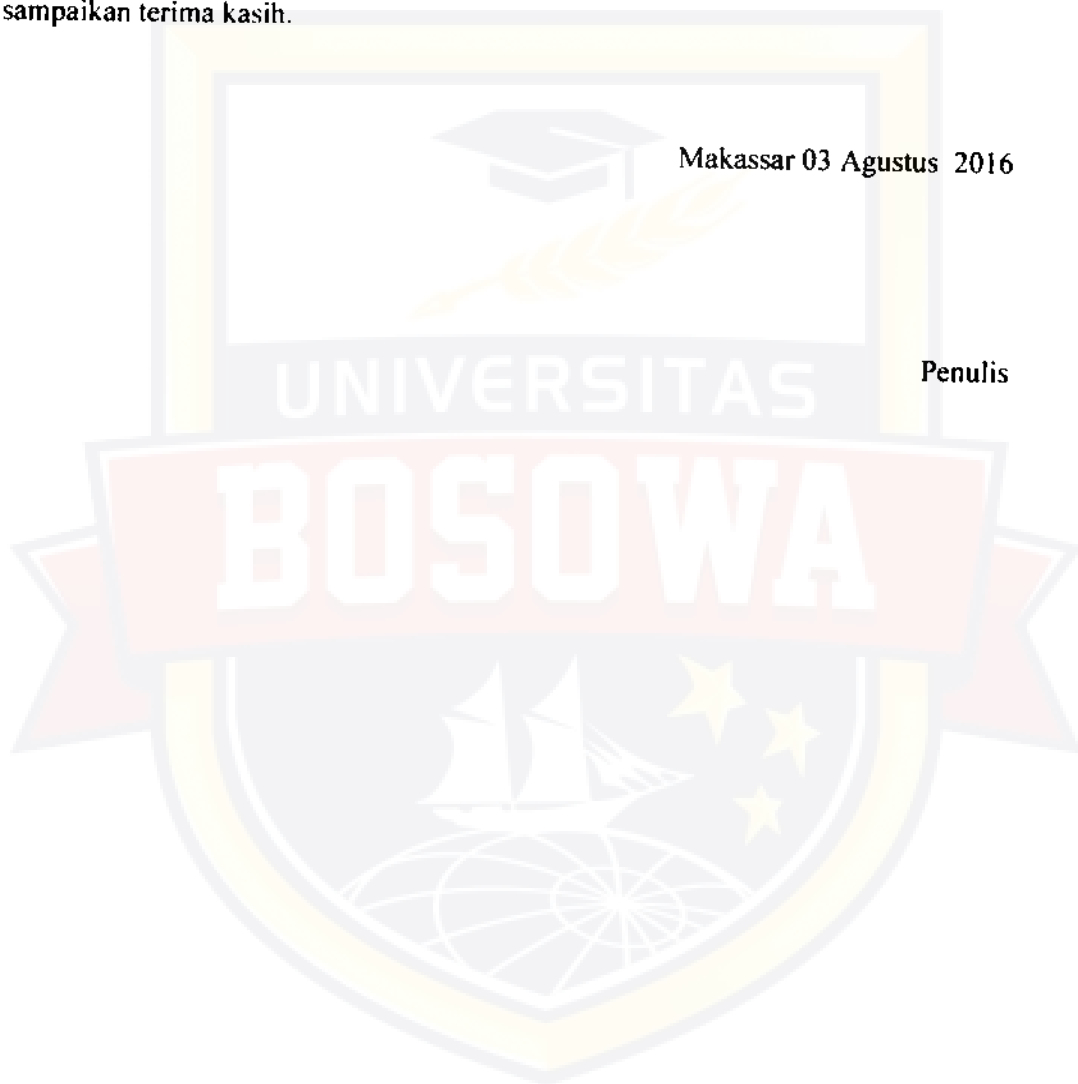 sampaikan terima kasih.
Makassar 03 Agustus 2016
Penulis
UNIVERSITAS
BOSOWA